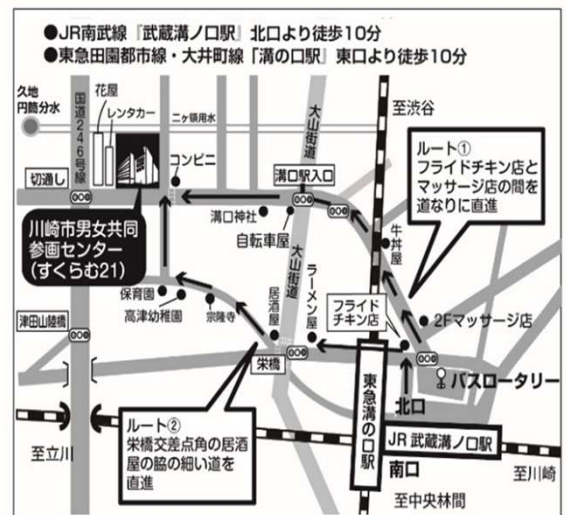 ●JR南武線『武蔵溝ノ口駅』北口より徒歩10分
●東急田園都市線・大井町線「溝の口駅」東口より徒歩10分
久地
円筒分水
国道246号線
花屋
レンタカー
二ヶ領用水
大山街道
至渋谷
ルート①
フライドチキン店と
マッサージ店の間を
道なりに直進
切通し
コンビニ
溝口駅入口
溝口神社
自転車屋
牛丼屋
川崎市男女共同
参画センター
(すくらむ21)
大山街道
ラーメン屋
居酒屋
保育園
高津幼稚園
宗隆寺
フライド
チキン店
2Fマッサージ店
津田山陸橋
栄橋
バスロータリー
北口
東急溝の口駅
ルート②
栄橋交差点角の居酒
屋の脇の細い道を
直進
JR 武蔵溝ノ口駅
南口
至立川
至川崎
至中央林間